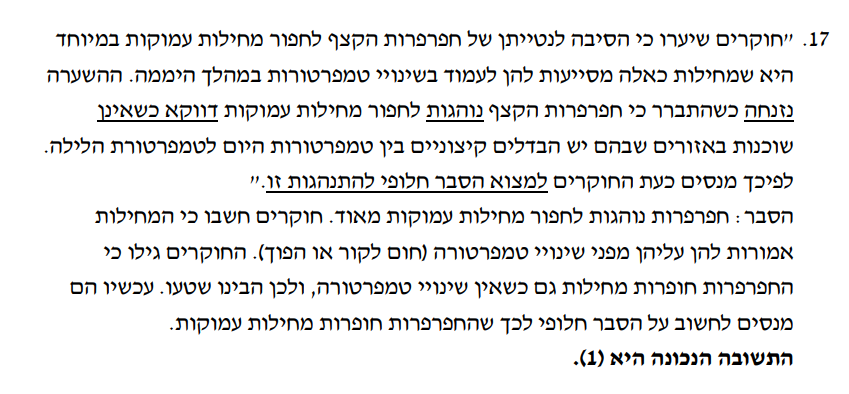 17. "חוקרים שיערו כי הסיבה לנטייתן של חפרפרות הקצף לחפור מחילות עמוקות במיוחד
היא שמחילות כאלה מסייעות להן לעמוד בשינויי טמפרטורות במהלך היממה. ההשערה
נזנחה כשהתברר כי חפרפרות הקצף נוהגות לחפור מחילות עמוקות דווקא כשאינן
שוכנות באזורים שבהם יש הבדלים קיצוניים בין טמפרטורות היום לטמפרטורת הלילה.
לפיכך מנסים כעת החוקרים למצוא הסבר חלופי להתנהגות זו."
הסבר: חפרפרות נוהגות לחפור מחילות עמוקות מאוד. חוקרים חשבו כי המחילות
אמורות להגן עליהן מפני שינויי טמפרטורה (חום לקור או הפוך). החוקרים גילו כי
החפרפרות חופרות מחילות גם כשאין שינויי טמפרטורה, ולכן הבינו שטעו. עכשיו הם
מנסים לחשוב על הסבר חלופי לכך שהחפרפרות חופרות מחילות עמוקות.
התשובה הנכונה היא (1).